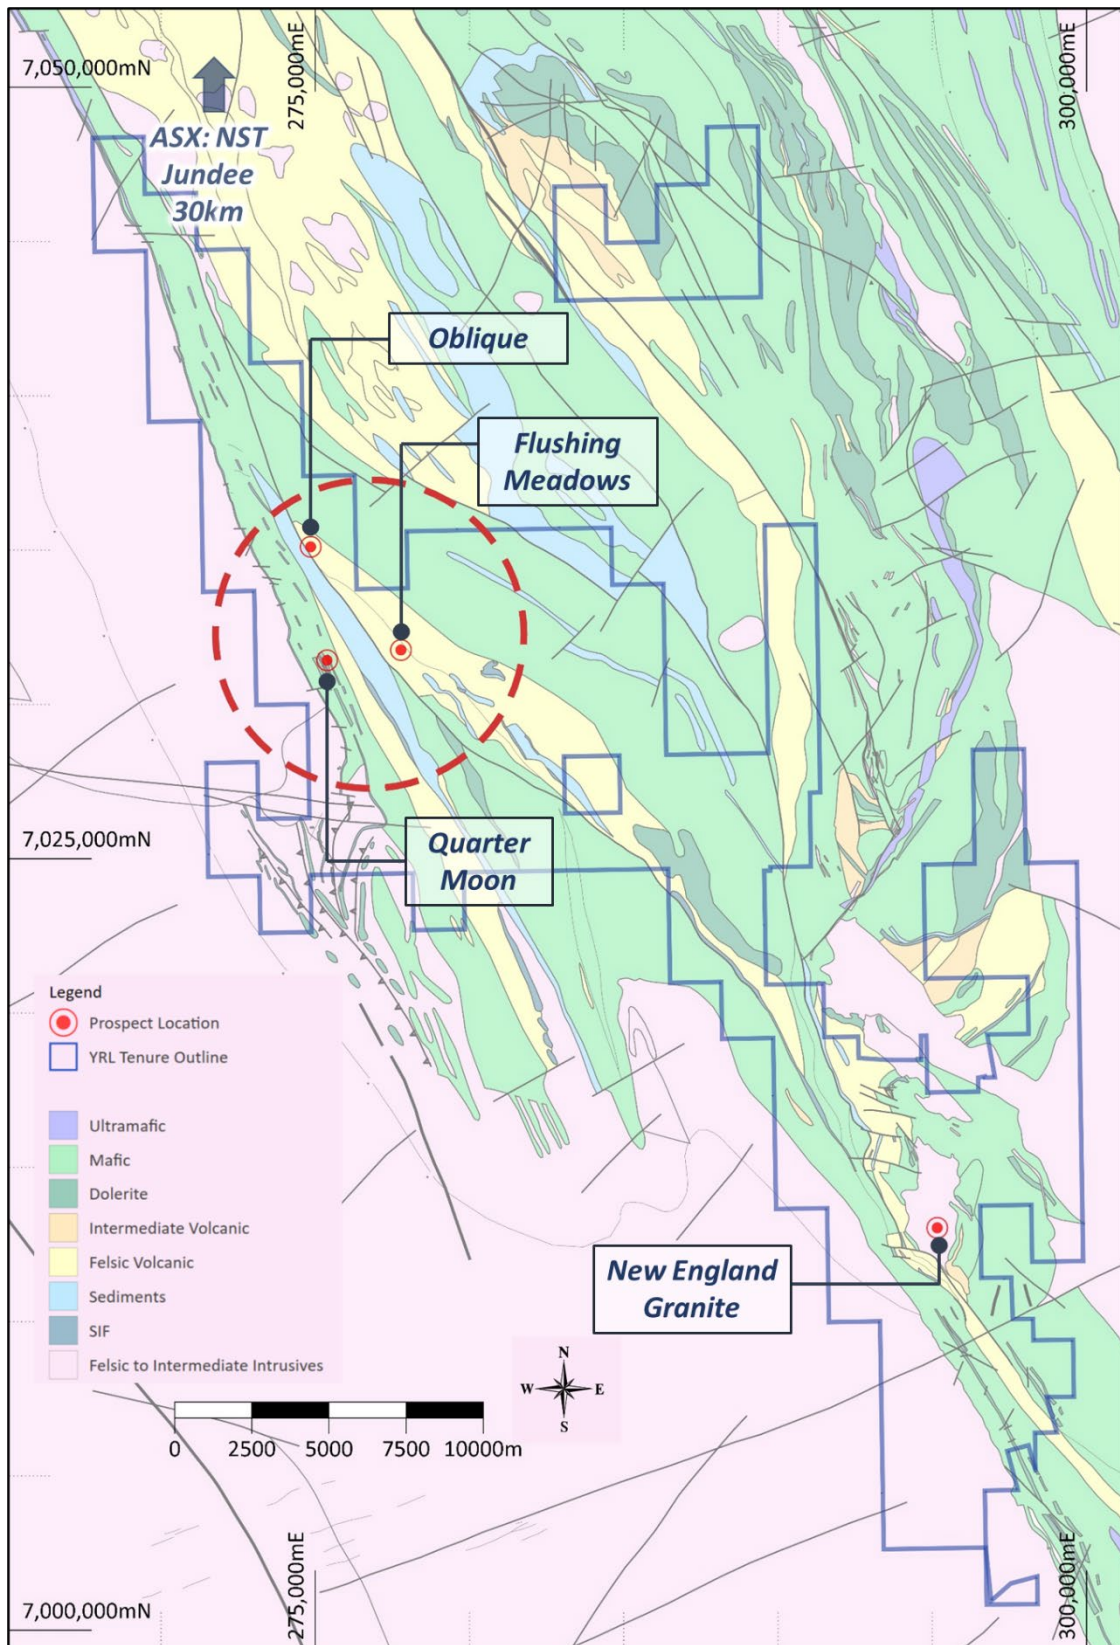 275,000mE
300,000mE
7,050,000mN
ASX: NST
Jundee
30km
Oblique
Flushing
Meadows
7,025,000mN
Quarter
Moon
Legend
Prospect Location
YRL Tenure Outline
Ultramafic
Mafic
Dolerite
Intermediate Volcanic
Felsic Volcanic
Sediments
SIF
Felsic to Intermediate Intrusives
New England
Granite
N
W E
S
0 2500 5000 7500 10000m
7,000,000mN
275,000mE
300,000mE